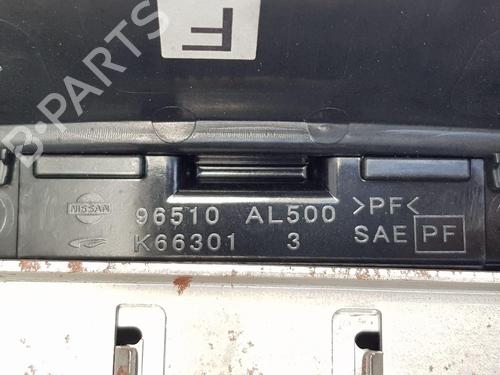 F
B-PARTS
NISSAN 96510 AL500 >PF<
K66301 3 SAE PF